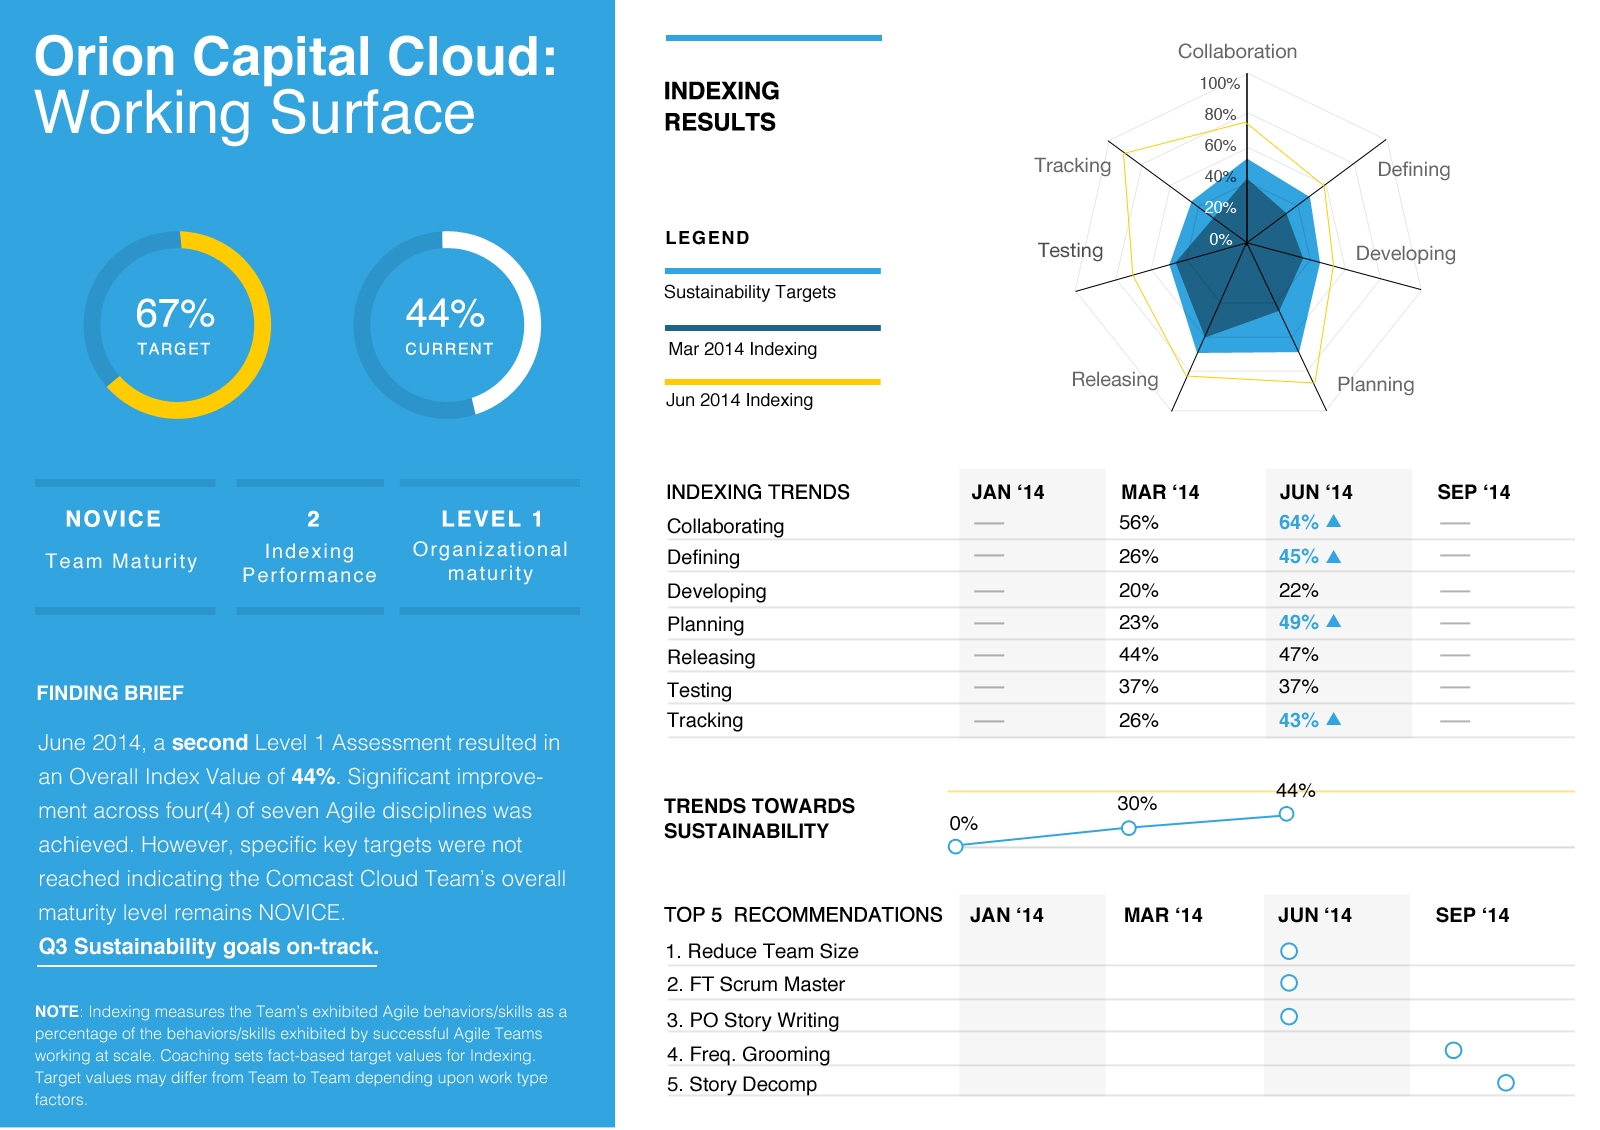 Orion Capital Cloud:
Working Surface
67%
TARGET
44%
CURRENT
NOVICE
Team Maturity
2
Indexing
Performance
LEVEL 1
Organizational
maturity
FINDING BRIEF
June 2014, a second Level 1 Assessment resulted in
an Overall Index Value of 44%. Significant improve-
ment across four(4) of seven Agile disciplines was
achieved. However, specific key targets were not
reached indicating the Comcast Cloud Team's overall
maturity level remains NOVICE.
Q3 Sustainability goals on-track.
NOTE: Indexing measures the Team's exhibited Agile behaviors/skills as a
percentage of the behaviors/skills exhibited by successful Agile Teams
working at scale. Coaching sets fact-based target values for Indexing.
Target values may differ from Team to Team depending upon work type
factors.
INDEXING
RESULTS
LEGEND
Sustainability Targets
Mar 2014 Indexing
Jun 2014 Indexing
Collaboration
100%
80%
60%
40%
20%
0%
Tracking
Defining
Testing
Developing
Releasing
Planning
INDEXING TRENDS JAN ‘14 MAR ‘14 JUN ‘14 SEP ‘14
Collaborating — 56% 64% ▲ —
Defining — 26% 45% ▲ —
Developing — 20% 22% —
Planning — 23% 49% ▲ —
Releasing — 44% 47% —
Testing — 37% 37% —
Tracking — 26% 43% ▲ —
TRENDS TOWARDS
SUSTAINABILITY
0%
30%
44%
TOP 5 RECOMMENDATIONS JAN ‘14 MAR ‘14 JUN ‘14 SEP ‘14
1. Reduce Team Size
2. FT Scrum Master
3. PO Story Writing
4. Freq. Grooming
5. Story Decomp